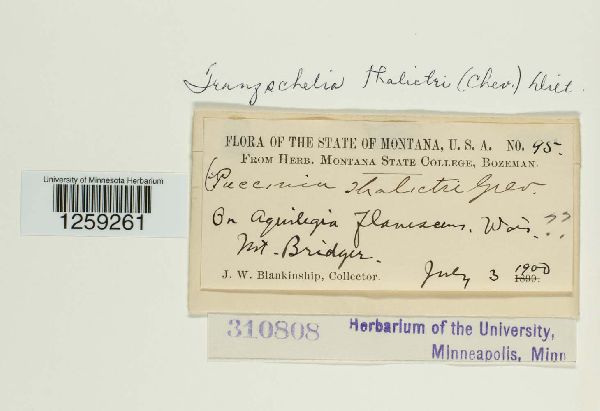 Tranzschelia thalictri (Chev.) Diet.
FLORA OF THE STATE OF MONTANA, U. S. A. NO. 95.
FROM HERB. MONTANA STATE COLLEGE, BOZEMAN.
(Puccinia thalictri Grev.
On Aquilegia flavescens. Wats. ??
Mt. Bridger.
J. W. Blankinship, Collector. July 3 1900
1899.
University of Minnesota Herbarium
1259261
310808 Herbarium of the University,
Minneapolis, Minn